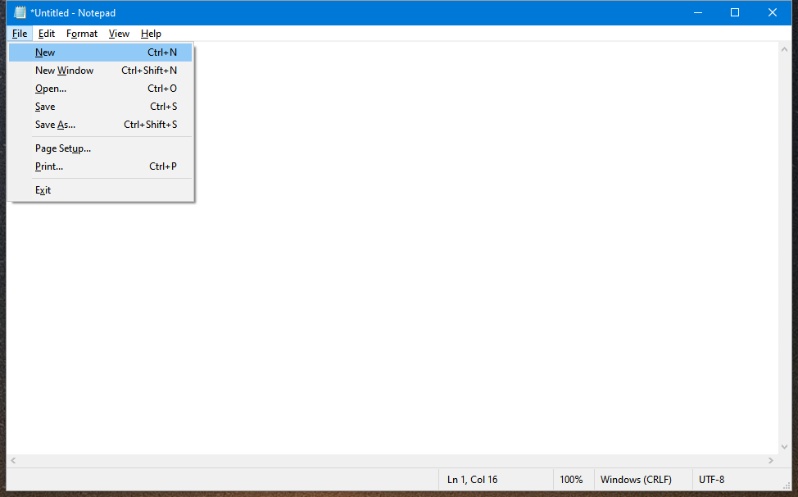 *Untitled - Notepad
File Edit Format View Help
New Ctrl+N
New Window Ctrl+Shift+N
Open... Ctrl+O
Save Ctrl+S
Save As... Ctrl+Shift+S
Page Setup...
Print... Ctrl+P
Exit
Ln 1, Col 16 100% Windows (CRLF) UTF-8